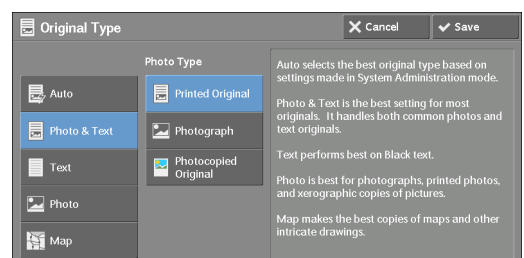 Original Type
Cancel
Save
Photo Type
Auto
Photo & Text
Text
Photo
Map
Printed Original
Photograph
Photocopied
Original
Auto selects the best original type based on
settings made in System Administration mode.
Photo & Text is the best setting for most
originals. It handles both common photos and
text originals.
Text performs best on Black text.
Photo is best for photographs, printed photos,
and xerographic copies of pictures.
Map makes the best copies of maps and other
intricate drawings.